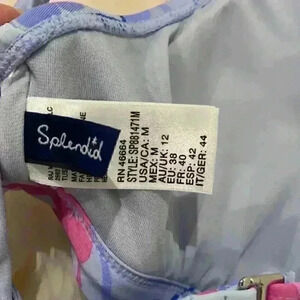 Splendid
RN 46664
STYLE: SP881471M
USA/CA: M
MEX: M
AU/UK: 12
EU: 38
FR: 40
ESP: 42
IT/GER: 44